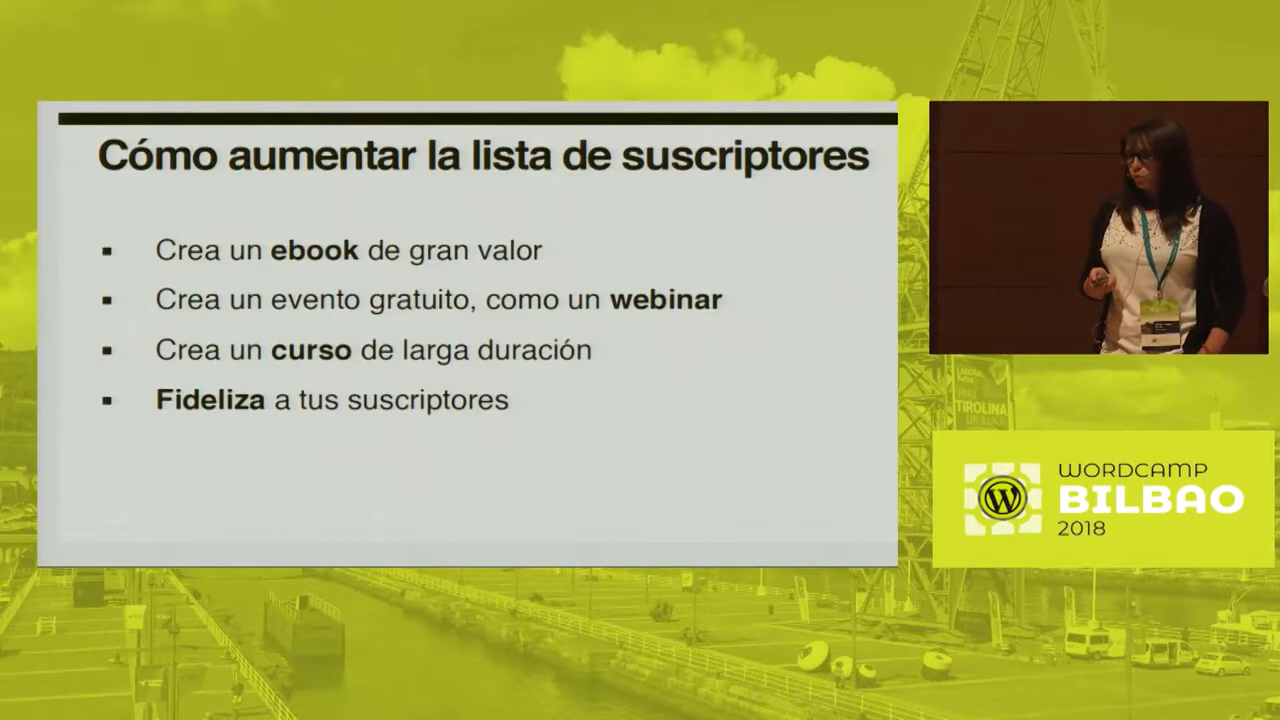 Cómo aumentar la lista de suscriptores
▪ Crea un ebook de gran valor
▪ Crea un evento gratuito, como un webinar
▪ Crea un curso de larga duración
▪ Fideliza a tus suscriptores
TIROLINA
WORDCAMP
BILBAO
2018